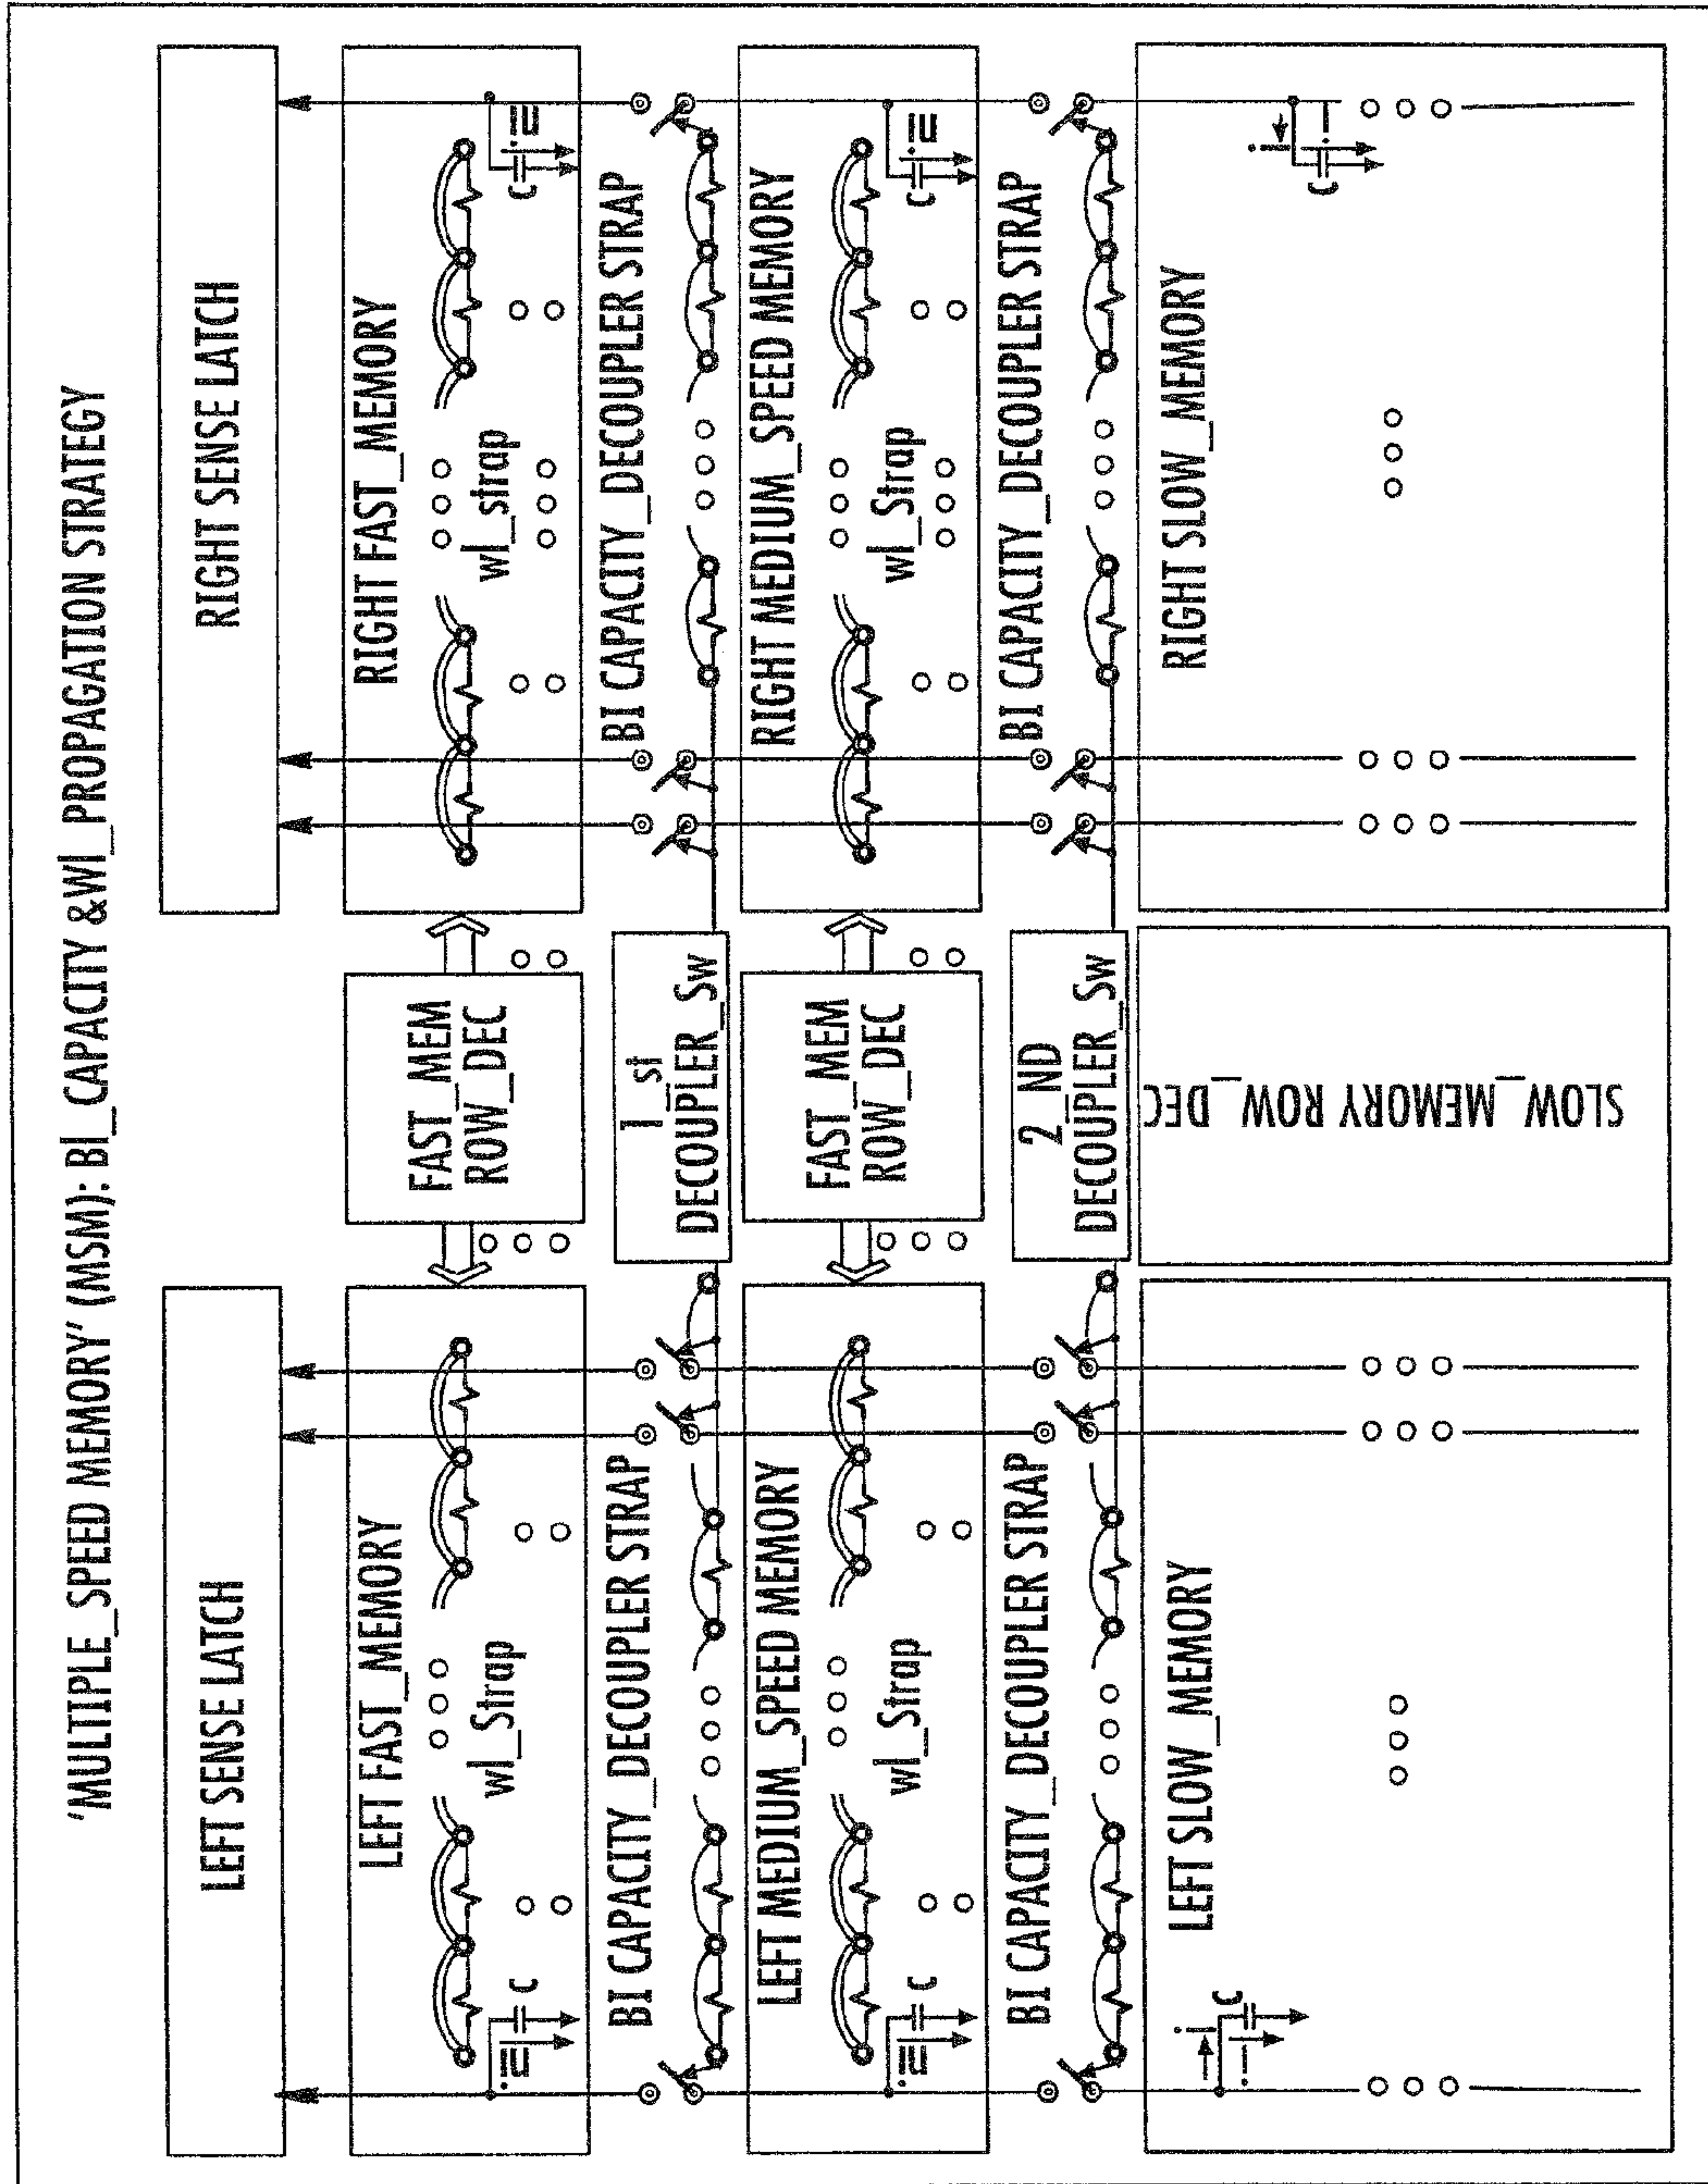 'MULTIPLE_SPEED MEMORY' (MSM): BI_CAPACITY &Wl_PROPAGATION STRATEGY
LEFT SENSE LATCH
RIGHT SENSE LATCH
LEFT FAST_MEMORY
wl_Strap
C
FAST_MEM
ROW_DEC
RIGHT FAST_MEMORY
wl_strap
C
BI CAPACITY_DECOUPLER STRAP
1_st
DECOUPLER_Sw
BI CAPACITY_DECOUPLER STRAP
LEFT MEDIUM_SPEED MEMORY
wl_Strap
C
FAST_MEM
ROW_DEC
RIGHT MEDIUM_SPEED MEMORY
wl_Strap
C
BI CAPACITY_DECOUPLER STRAP
2_ND
DECOUPLER_Sw
BI CAPACITY_DECOUPLER STRAP
LEFT SLOW_MEMORY
i
C
i
SLOW_MEMORY ROW_DEC
RIGHT SLOW_MEMORY
i
C
i